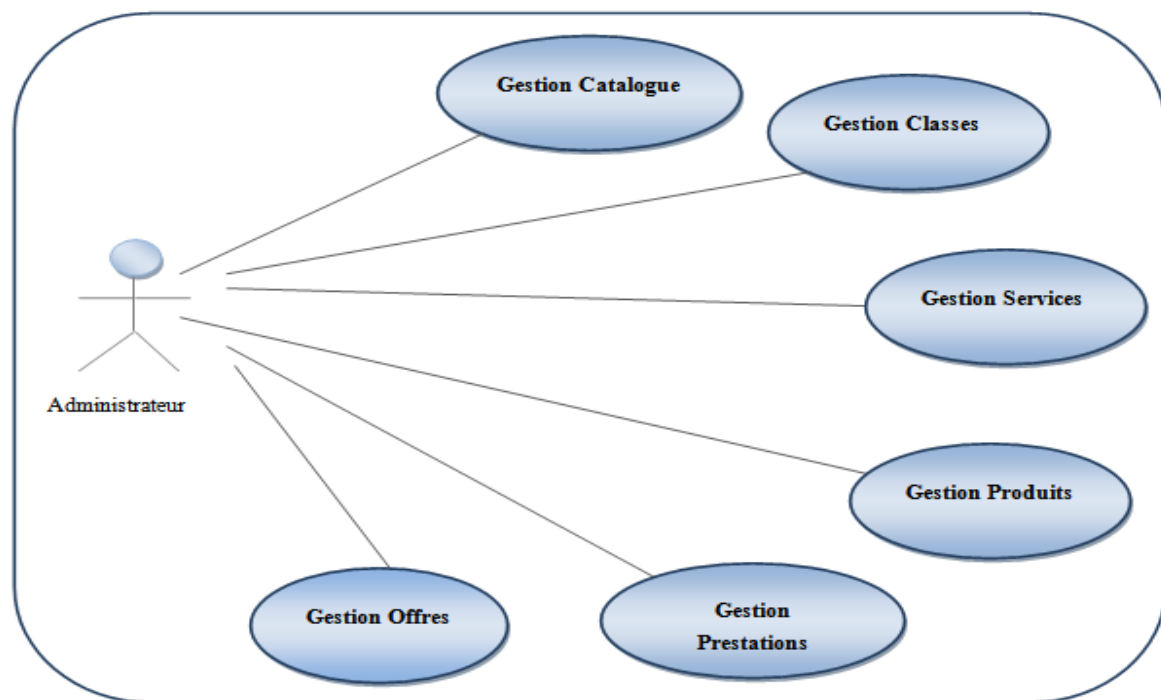 Gestion Catalogue
Gestion Classes
Gestion Services
Administrateur
Gestion Produits
Gestion Offres
Gestion
Prestations